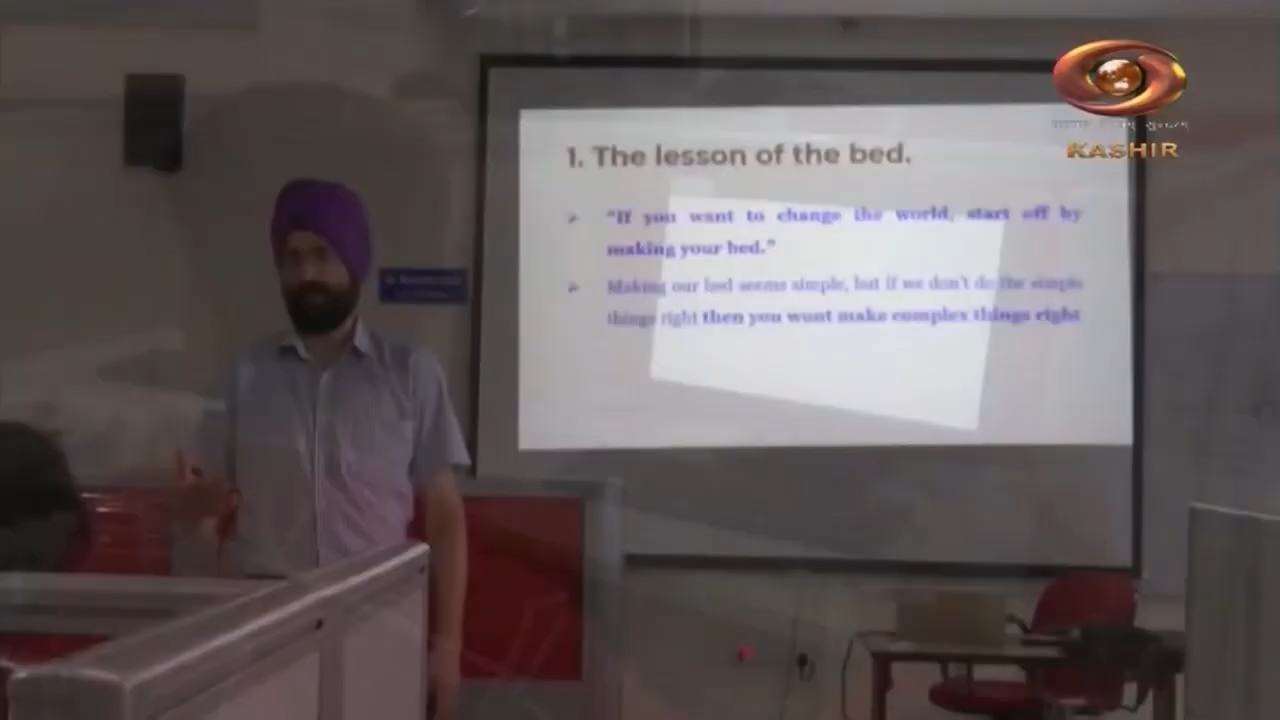 KASHIR
1. The lesson of the bed.
“If you want to change the world, start off by
making your bed.”
Making our bed seems simple, but if we don't do the simple
things right then you wont make complex things right